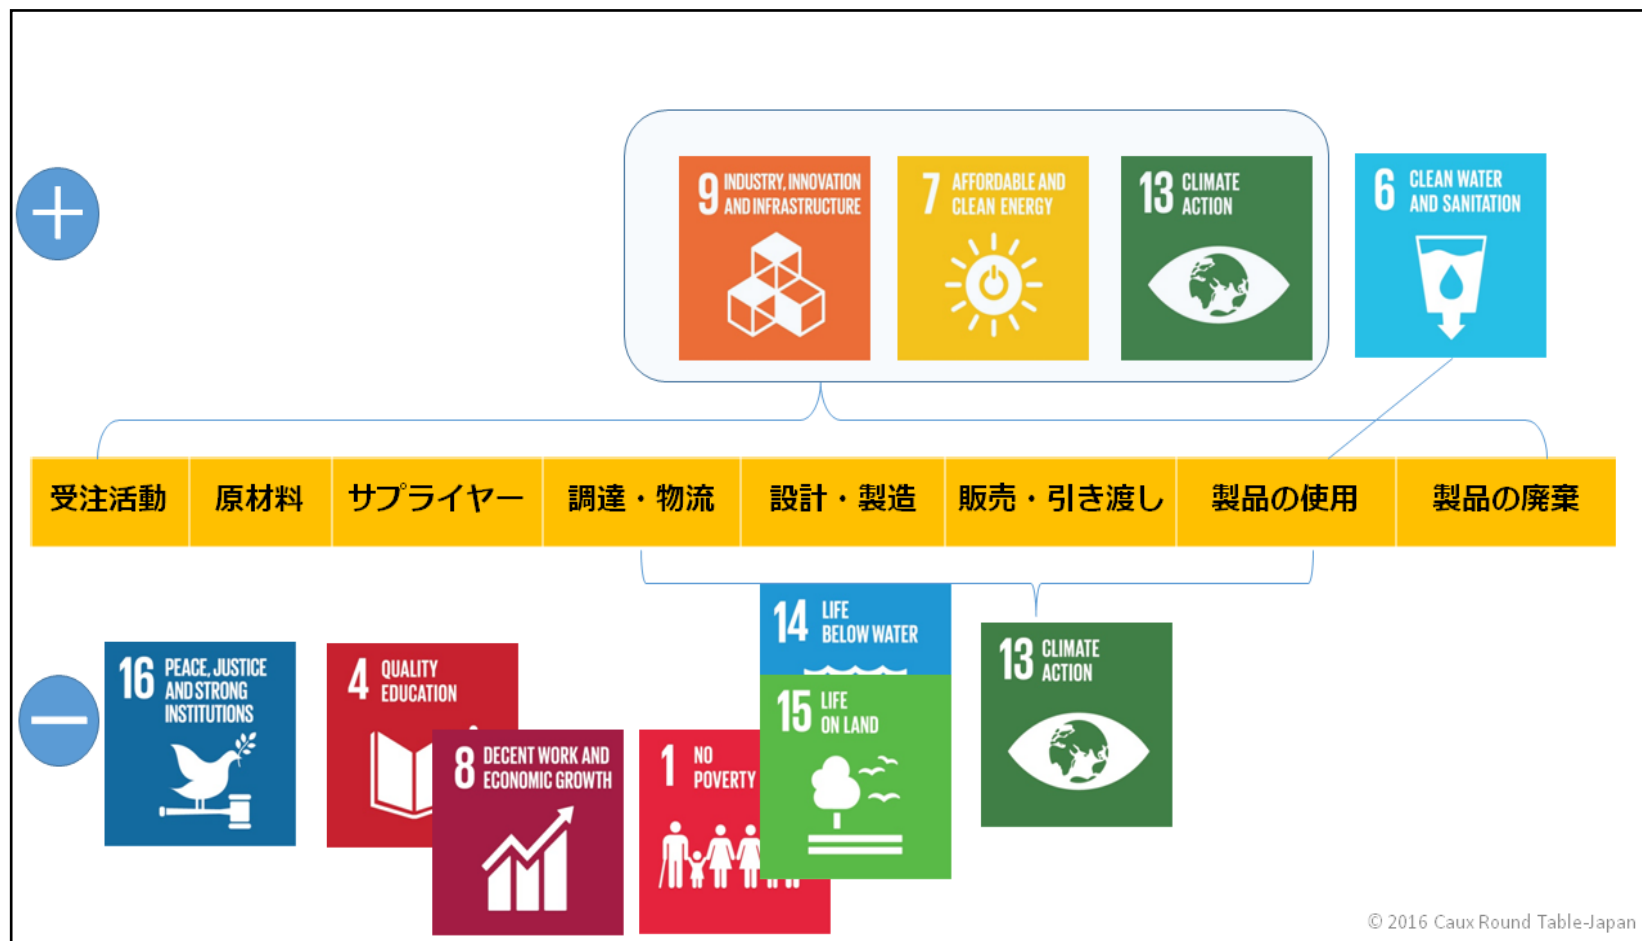 9 INDUSTRY, INNOVATION
AND INFRASTRUCTURE
7 AFFORDABLE AND
CLEAN ENERGY
13 CLIMATE
ACTION
6 CLEAN WATER
AND SANITATION
受注活動 原材料 サプライヤー 調達・物流 設計・製造 販売・引き渡し 製品の使用 製品の廃棄
16 PEACE, JUSTICE
AND STRONG
INSTITUTIONS
4 QUALITY
EDUCATION
8 DECENT WORK AND
ECONOMIC GROWTH
1 NO
POVERTY
14 LIFE
BELOW WATER
15 LIFE
ON LAND
13 CLIMATE
ACTION
© 2016 Caux Round Table-Japan